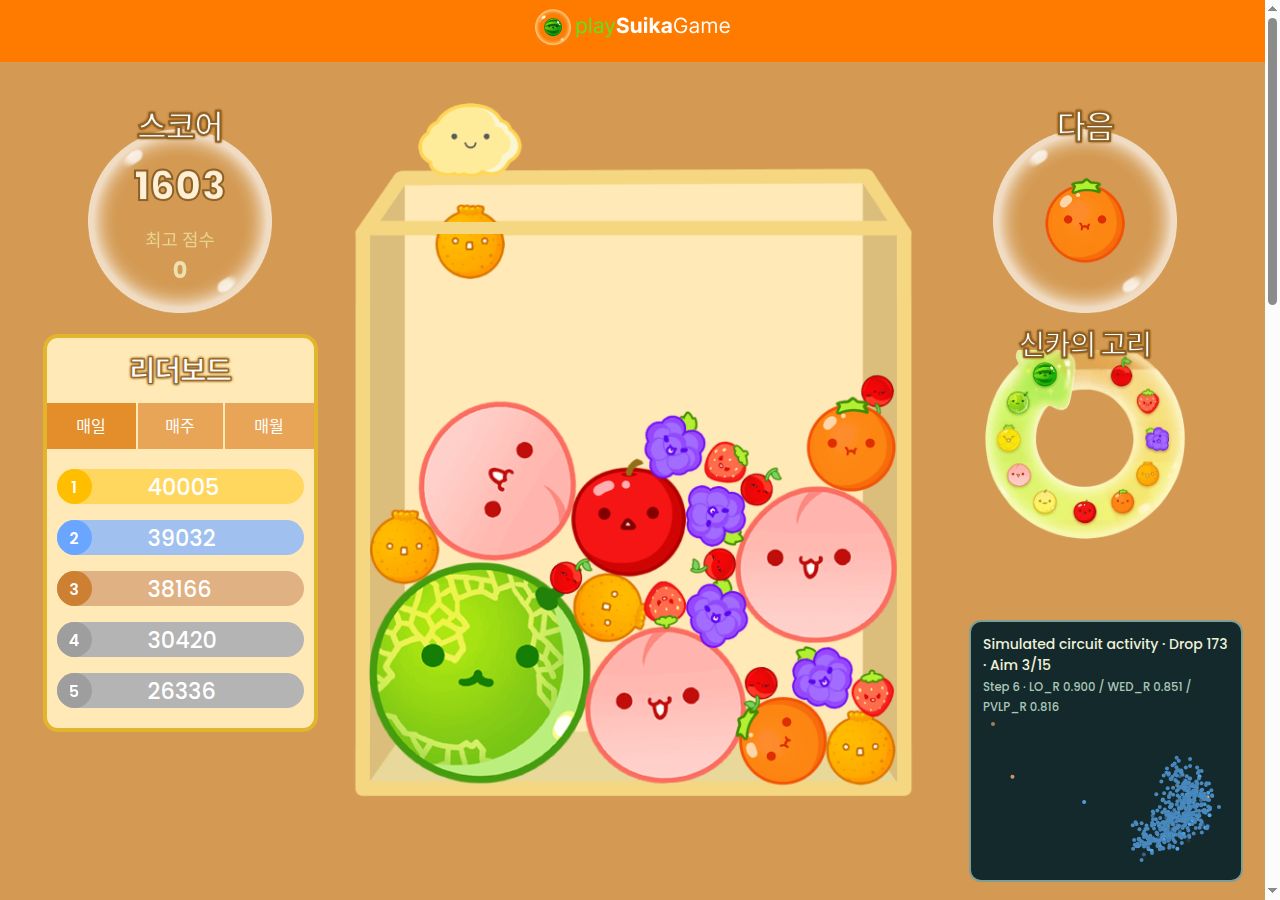 playSuikaGame
스코어
1603
최고 점수
0
리더보드
매일
매주
매월
1 40005
2 39032
3 38166
4 30420
5 26336
다음
신카의 고리
Simulated circuit activity · Drop 173
· Aim 3/15
Step 6 · LO_R 0.900 / WED_R 0.851 /
PVLP_R 0.816